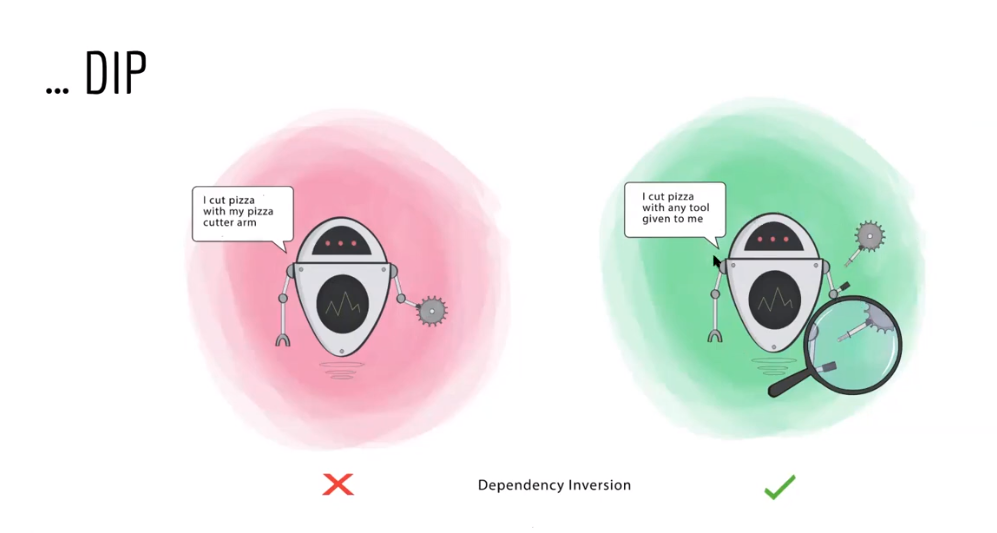 ... DIP
I cut pizza
with my pizza
cutter arm
I cut pizza
with any tool
given to me
Dependency Inversion